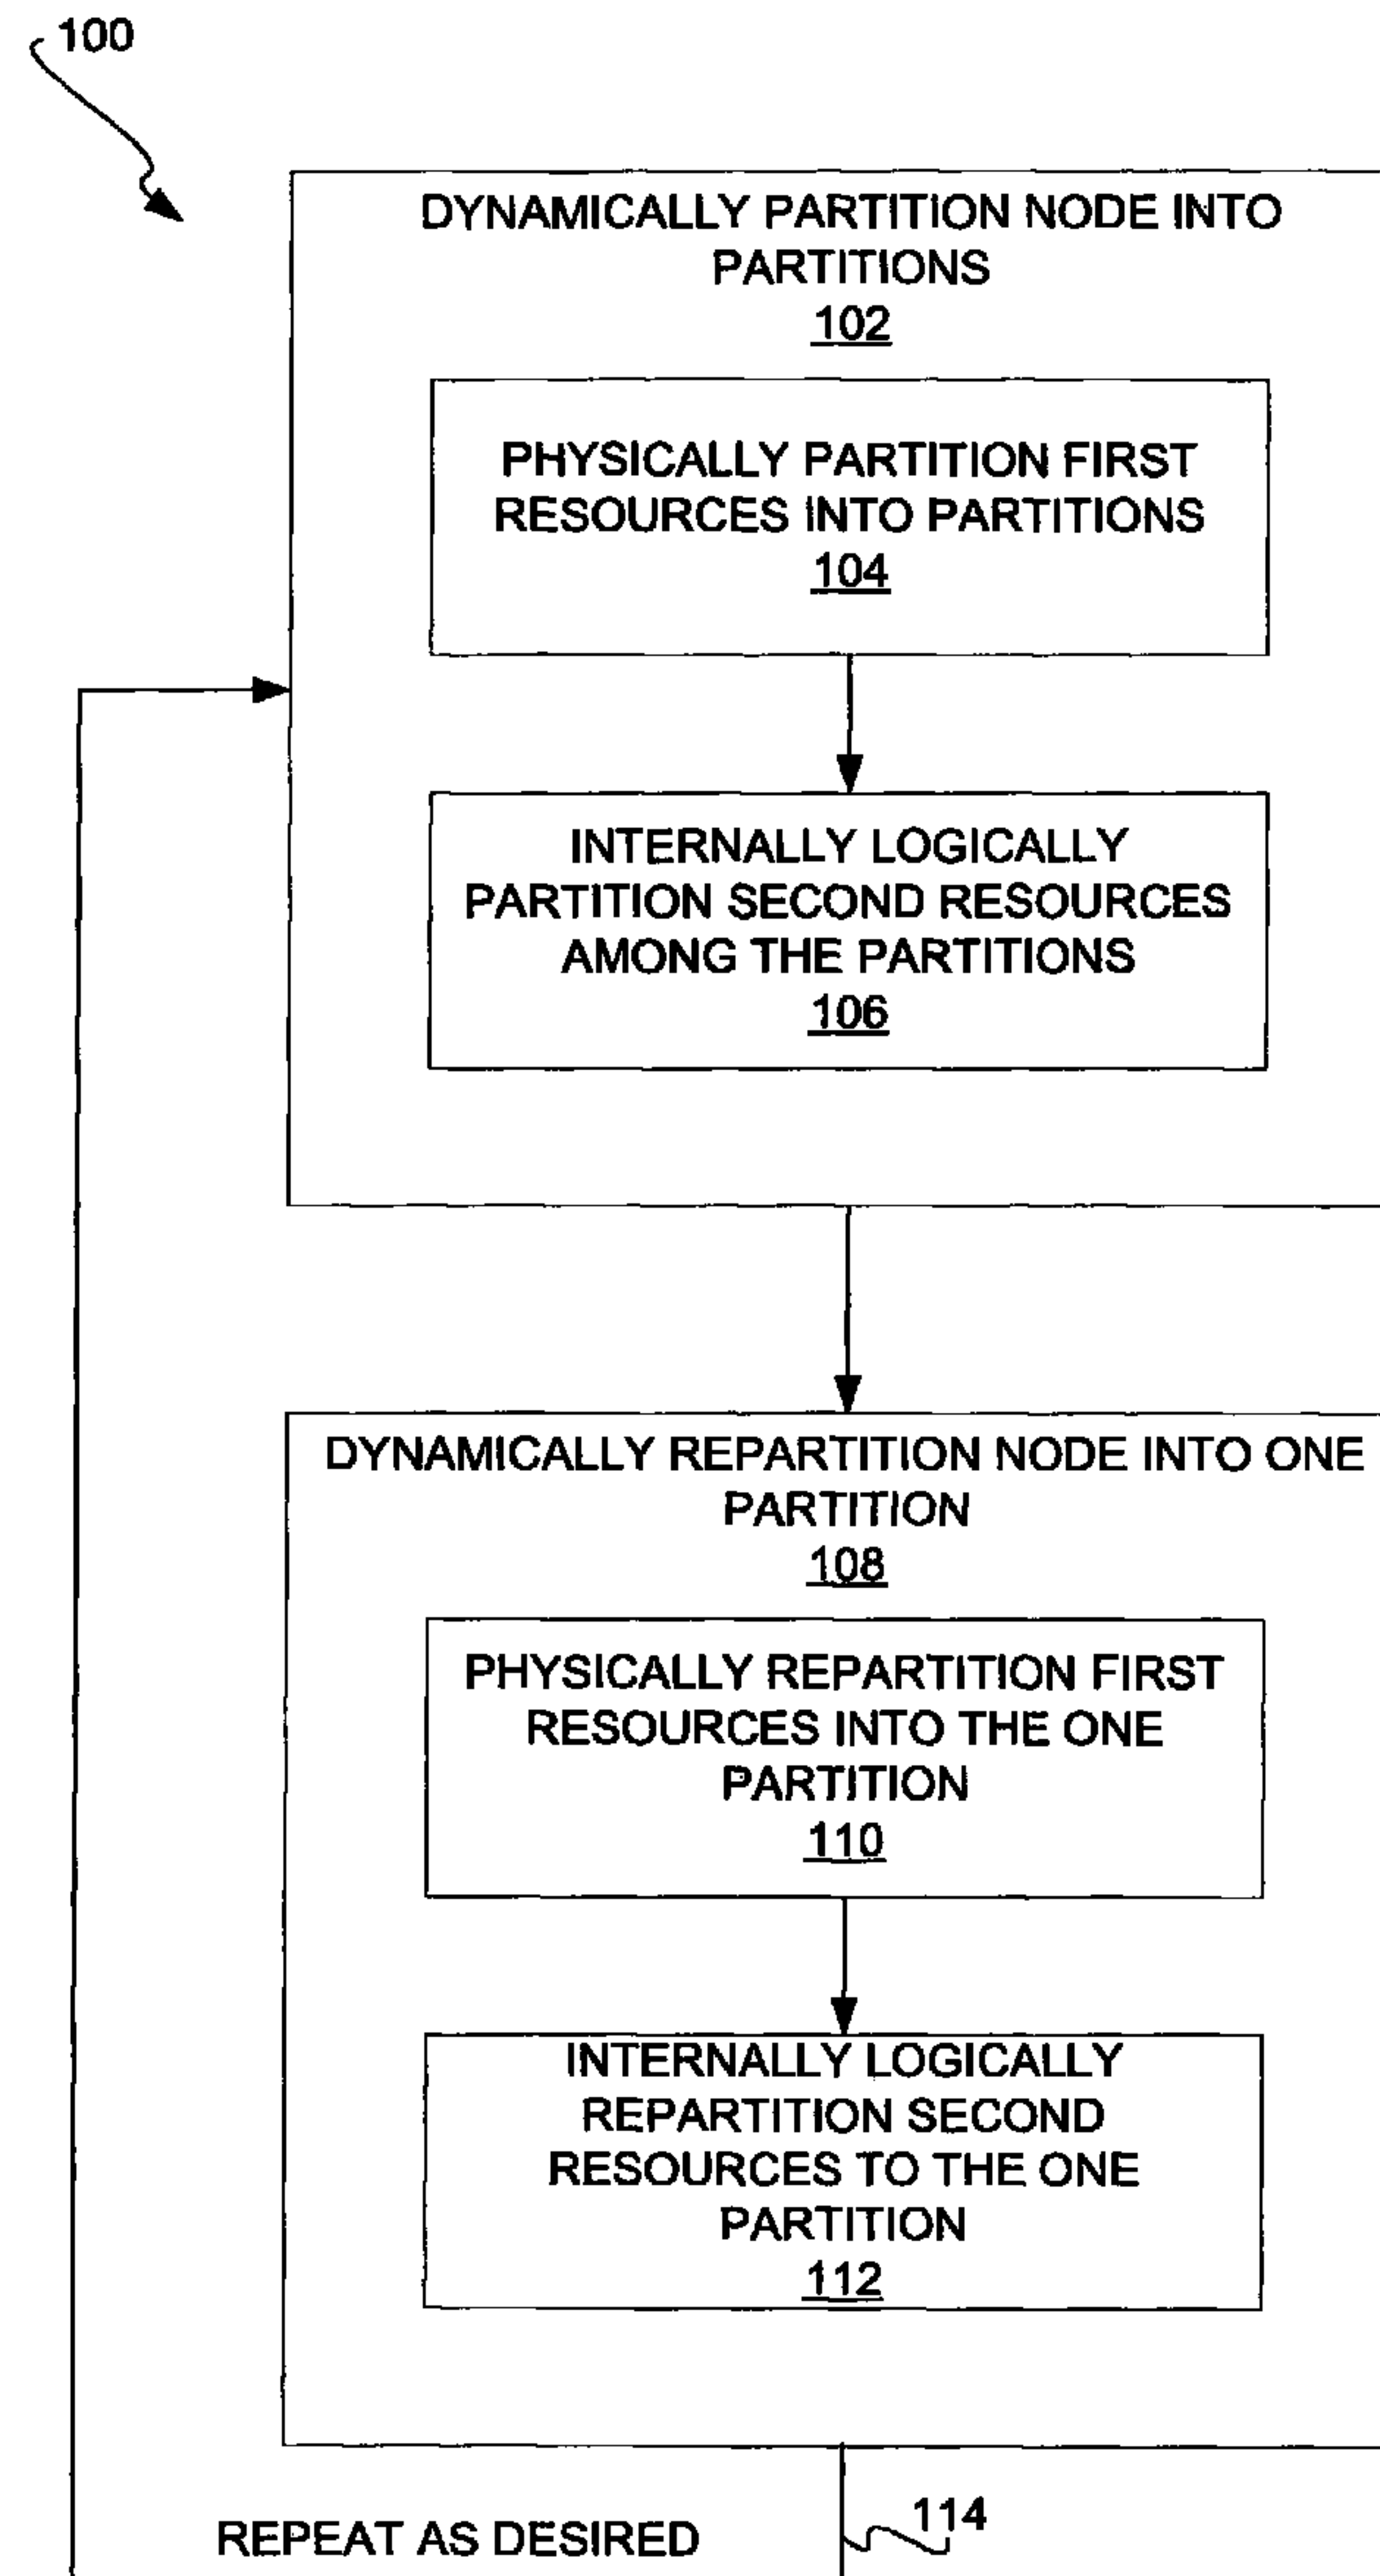 100
DYNAMICALLY PARTITION NODE INTO
PARTITIONS
102
PHYSICALLY PARTITION FIRST
RESOURCES INTO PARTITIONS
104
INTERNALLY LOGICALLY
PARTITION SECOND RESOURCES
AMONG THE PARTITIONS
106
DYNAMICALLY REPARTITION NODE INTO ONE
PARTITION
108
PHYSICALLY REPARTITION FIRST
RESOURCES INTO THE ONE
PARTITION
110
INTERNALLY LOGICALLY
REPARTITION SECOND
RESOURCES TO THE ONE
PARTITION
112
114
REPEAT AS DESIRED